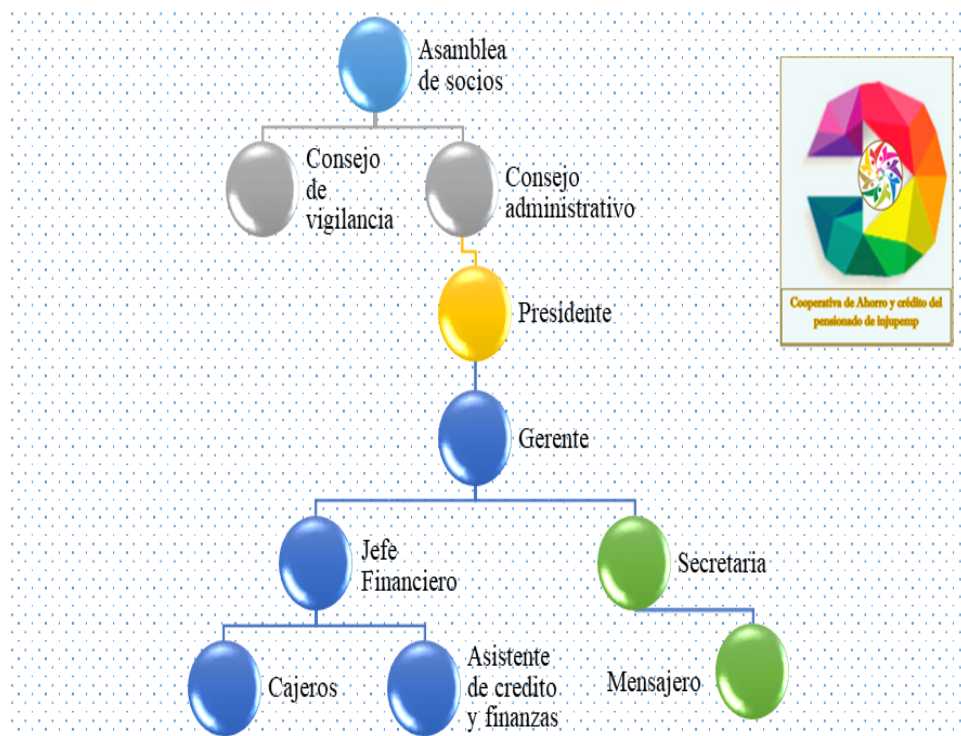 Asamblea
de socios
Consejo
de
vigilancia
Consejo
administrativo
Presidente
Gerente
Jefe
Financiero
Secretaria
Cajeros
Asistente
de credito
y finanzas
Mensajero
Cooperativa de Ahorro y crédito del
pensionado de injupemp